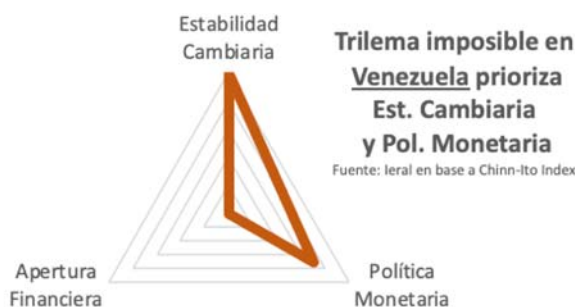 Estabilidad
Cambiaria
Trilema imposible en
Venezuela prioriza
Est. Cambiaria
y Pol. Monetaria
Fuente: Ieral en base a Chinn-Ito Index
Apertura
Financiera
Política
Monetaria